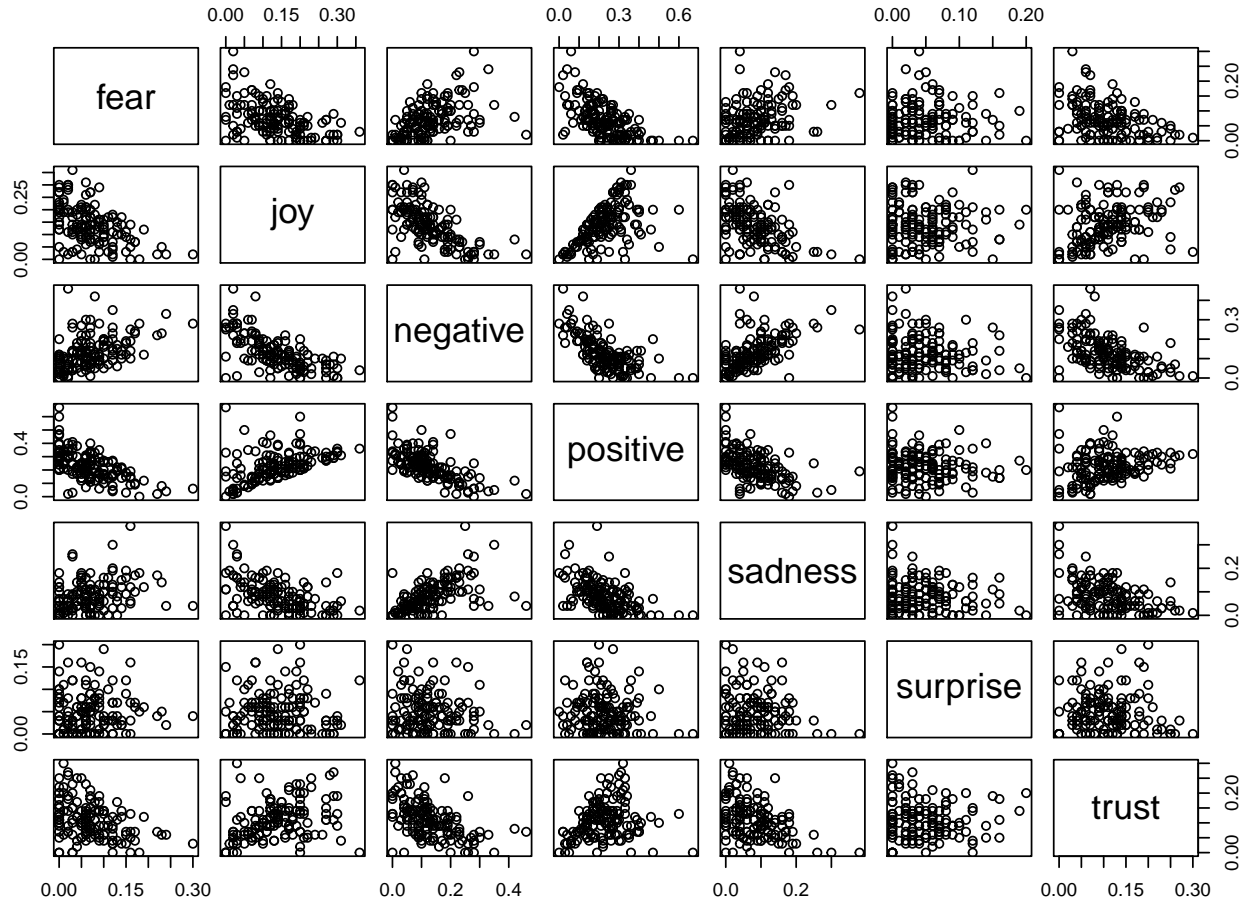 0.00 0.15 0.30 0.0 0.3 0.6 0.00 0.10 0.20
fear 0.00 0.20
0.00 0.25 joy
negative 0.0 0.3
0.0 0.4 positive
sadness 0.0 0.2
0.00 0.15 surprise
trust 0.00 0.20
0.00 0.15 0.30 0.0 0.2 0.4 0.0 0.2 0.00 0.15 0.30